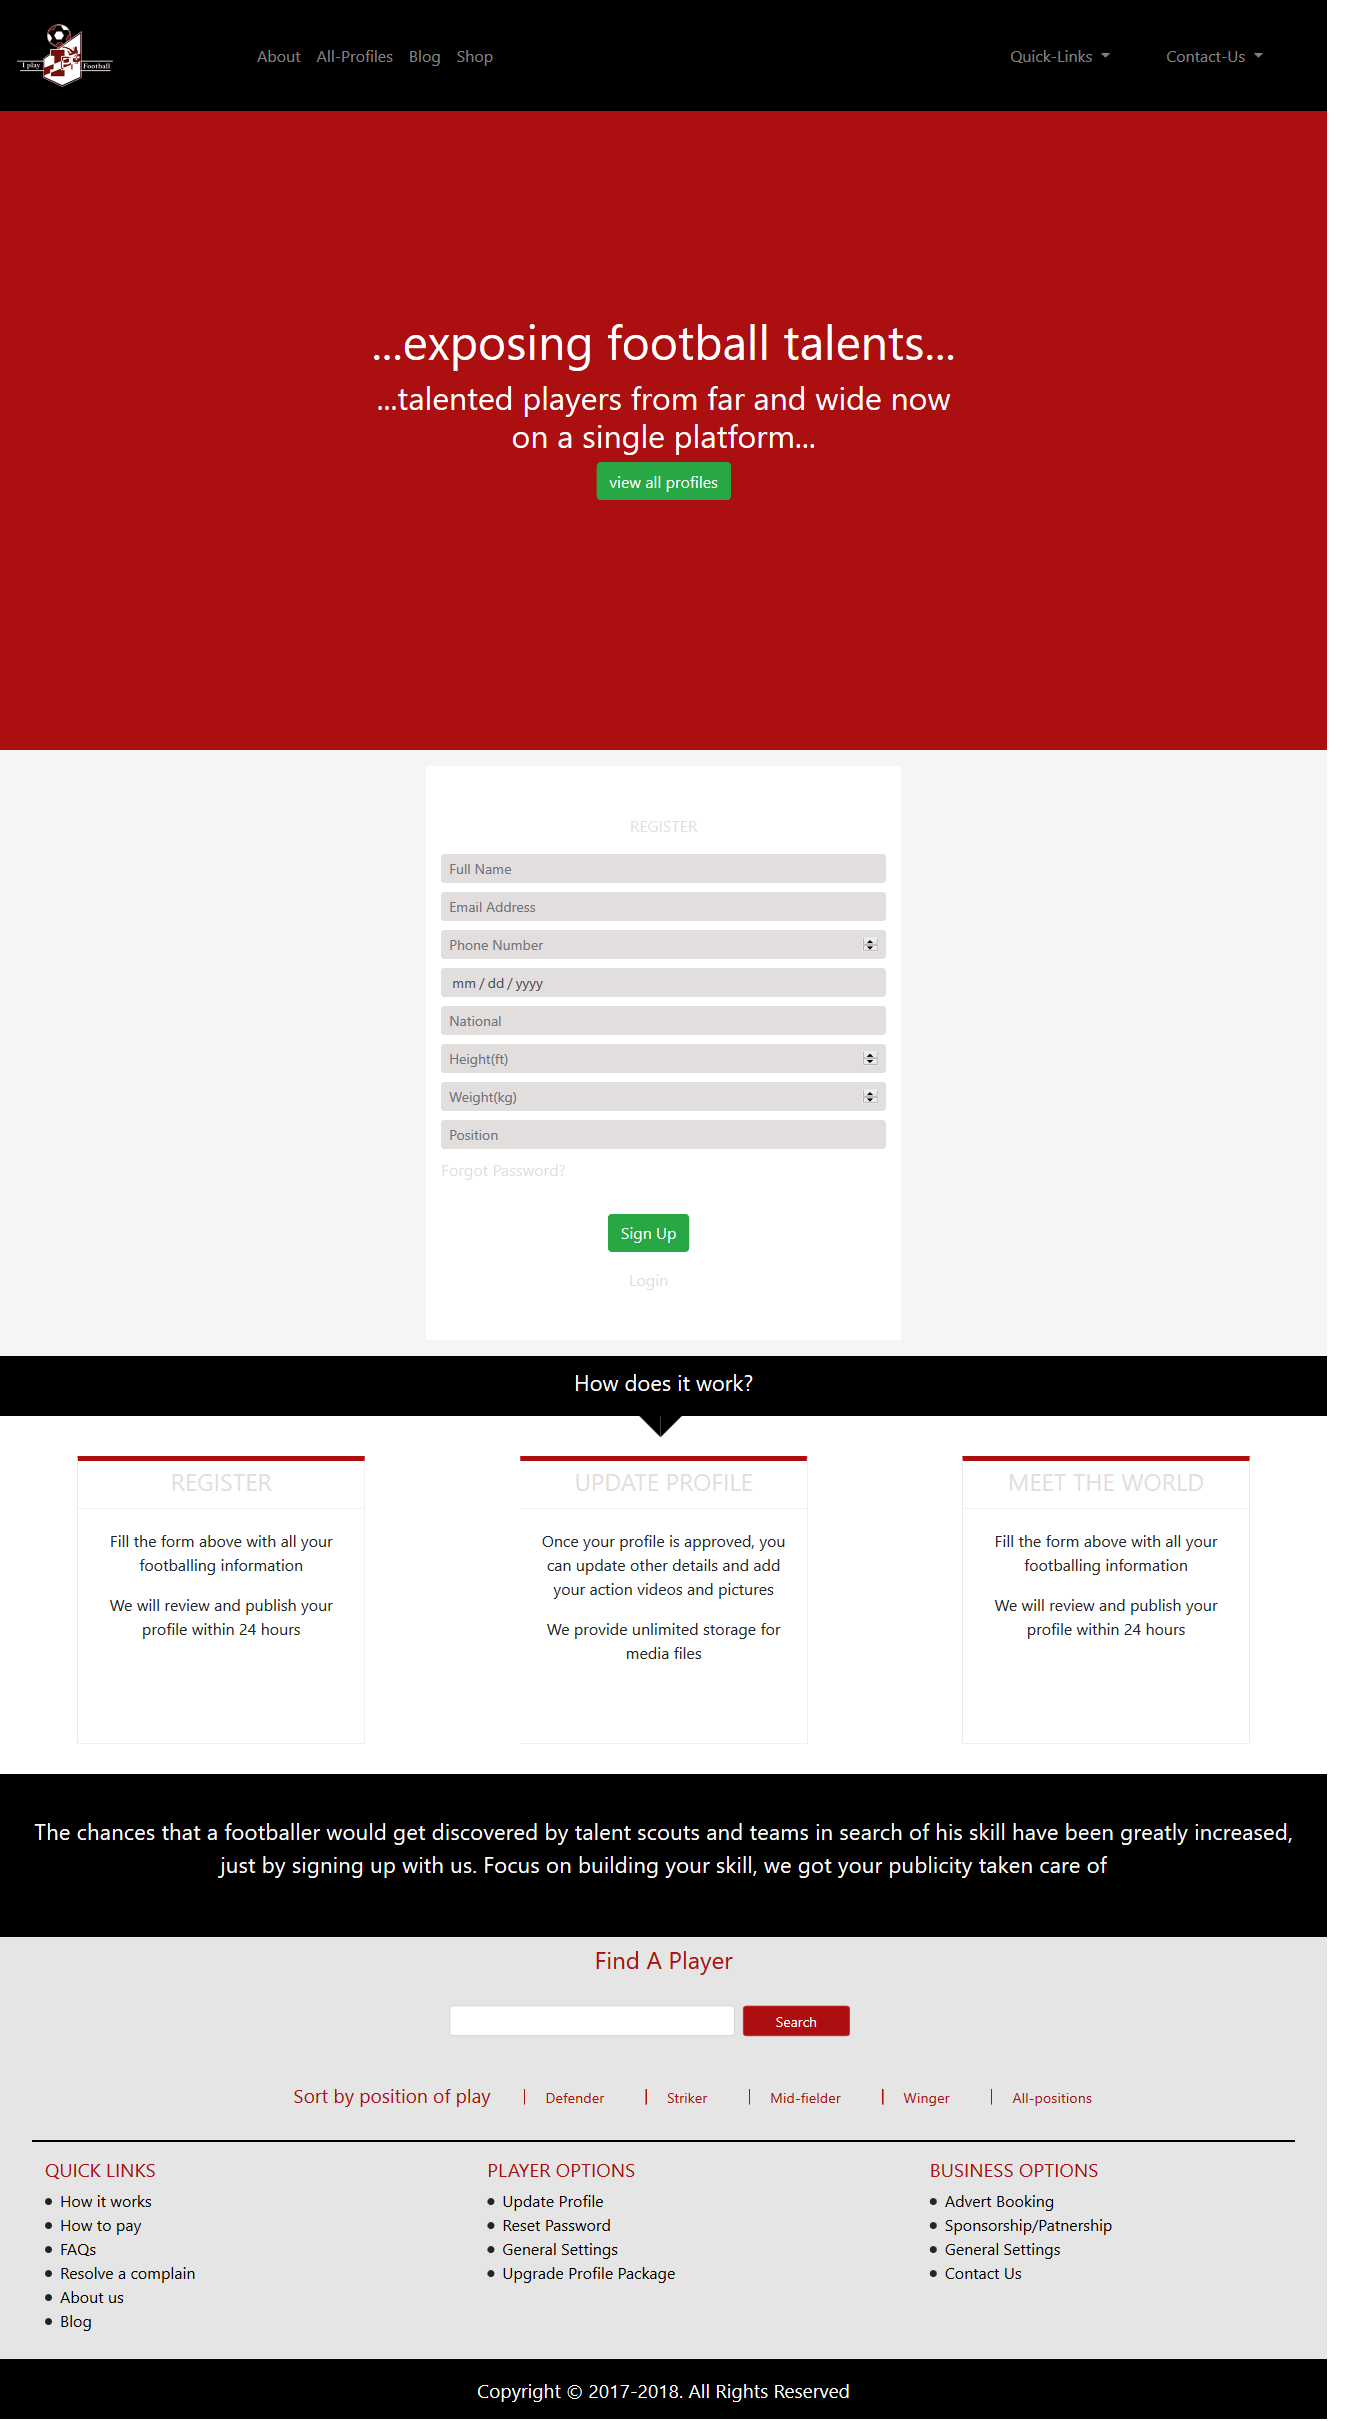 I play Football
About All-Profiles Blog Shop Quick-Links Contact-Us
...exposing football talents...
...talented players from far and wide now
on a single platform...
view all profiles
REGISTER
Full Name
Email Address
Phone Number
mm / dd / yyyy
National
Height(ft)
Weight(kg)
Position
Forgot Password?
Sign Up
Login
How does it work?
REGISTER
Fill the form above with all your
footballing information
We will review and publish your
profile within 24 hours
UPDATE PROFILE
Once your profile is approved, you
can update other details and add
your action videos and pictures
We provide unlimited storage for
media files
MEET THE WORLD
Fill the form above with all your
footballing information
We will review and publish your
profile within 24 hours
The chances that a footballer would get discovered by talent scouts and teams in search of his skill have been greatly increased,
just by signing up with us. Focus on building your skill, we got your publicity taken care of
Find A Player
Search
Sort by position of play | Defender | Striker | Mid-fielder | Winger | All-positions
QUICK LINKS
How it works
How to pay
FAQs
Resolve a complain
About us
Blog
PLAYER OPTIONS
Update Profile
Reset Password
General Settings
Upgrade Profile Package
BUSINESS OPTIONS
Advert Booking
Sponsorship/Patnership
General Settings
Contact Us
Copyright © 2017-2018. All Rights Reserved